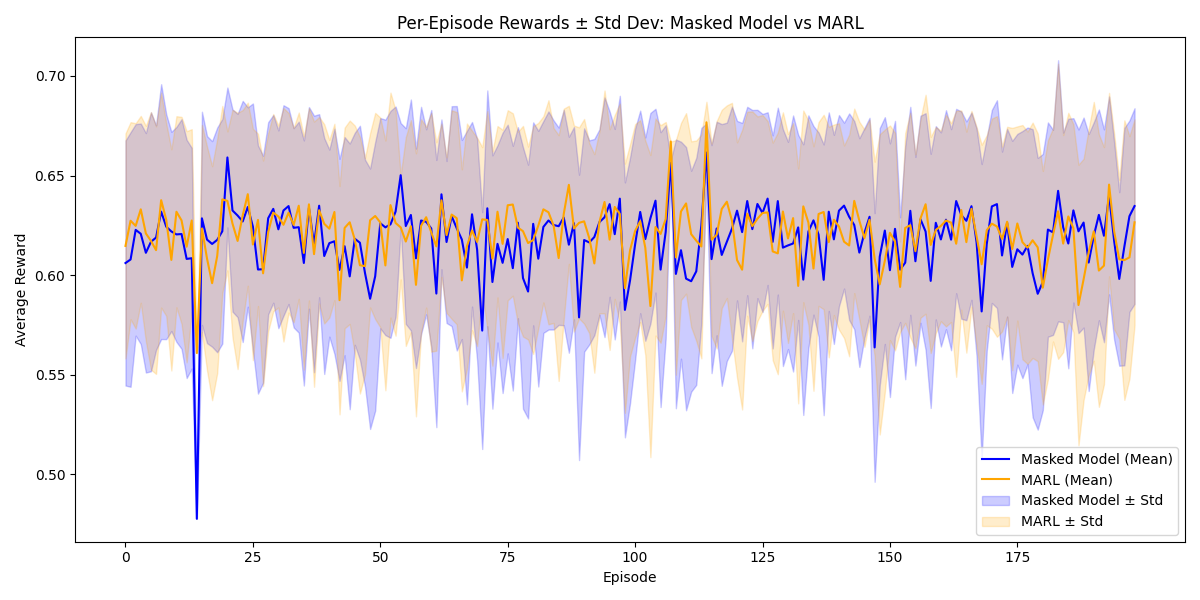 Per-Episode Rewards ± Std Dev: Masked Model vs MARL
Average Reward
0.70
0.65
0.60
0.55
0.50
0 25 50 75 100 125 150 175
Episode
Masked Model (Mean)
MARL (Mean)
Masked Model ± Std
MARL ± Std